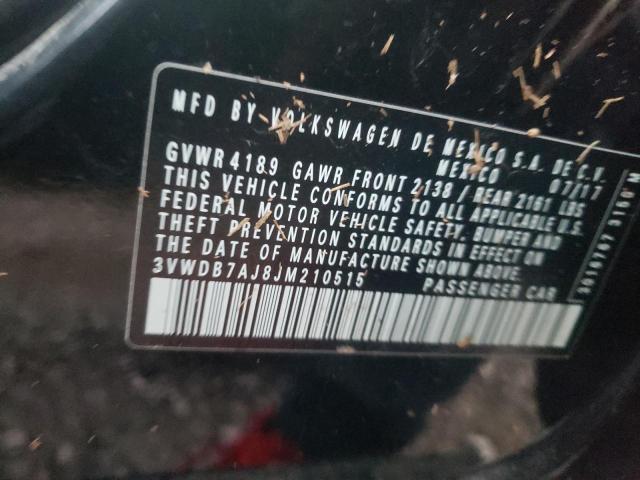 MFD BY VOLKSWAGEN DE MEXICO S.A. DE C.V.
MEXICO 07/17
GVWR 4189 GAWR FRONT 2138 / REAR 2161 LBS
THIS VEHICLE CONFORMS TO ALL APPLICABLE U.S.
FEDERAL MOTOR VEHICLE SAFETY, BUMPER AND
THEFT PREVENTION STANDARDS IN EFFECT ON
THE DATE OF MANUFACTURE SHOWN ABOVE.
3VWDB7AJ8JM210515 PASSENGER CAR